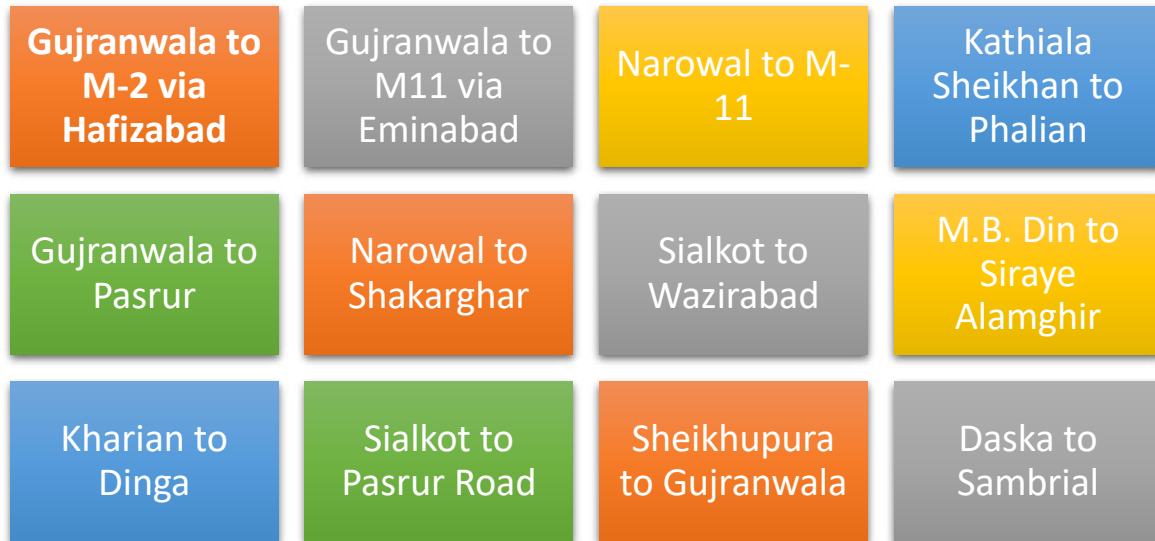 Gujranwala to
M-2 via
Hafizabad
Gujranwala to
M11 via
Eminabad
Narowal to M-
11
Kathiala
Sheikhan to
Phalian
Gujranwala to
Pasrur
Narowal to
Shakarghar
Sialkot to
Wazirabad
M.B. Din to
Siraye
Alamghir
Kharian to
Dinga
Sialkot to
Pasrur Road
Sheikhupura
to Gujranwala
Daska to
Sambrial